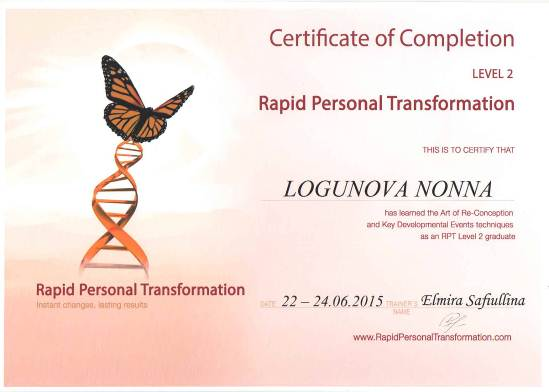 Certificate of Completion
LEVEL 2
Rapid Personal Transformation
THIS IS TO CERTIFY THAT
LOGUNOVA NONNA
has learned the Art of Re-Conception
and Key Developmental Events techniques
as an RPT Level 2 graduate
Rapid Personal Transformation
Instant changes, lasting results
DATE 22 – 24.06.2015 TRAINER'S NAME Elmira Safiullina
www.RapidPersonalTransformation.com